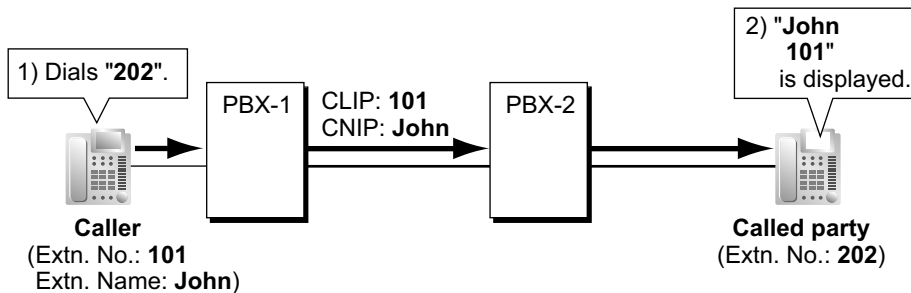 1) Dials "202".
PBX-1
CLIP: 101
CNIP: John
PBX-2
2) "John
101"
is displayed.
Caller
(Extn. No.: 101
Extn. Name: John)
Called party
(Extn. No.: 202)